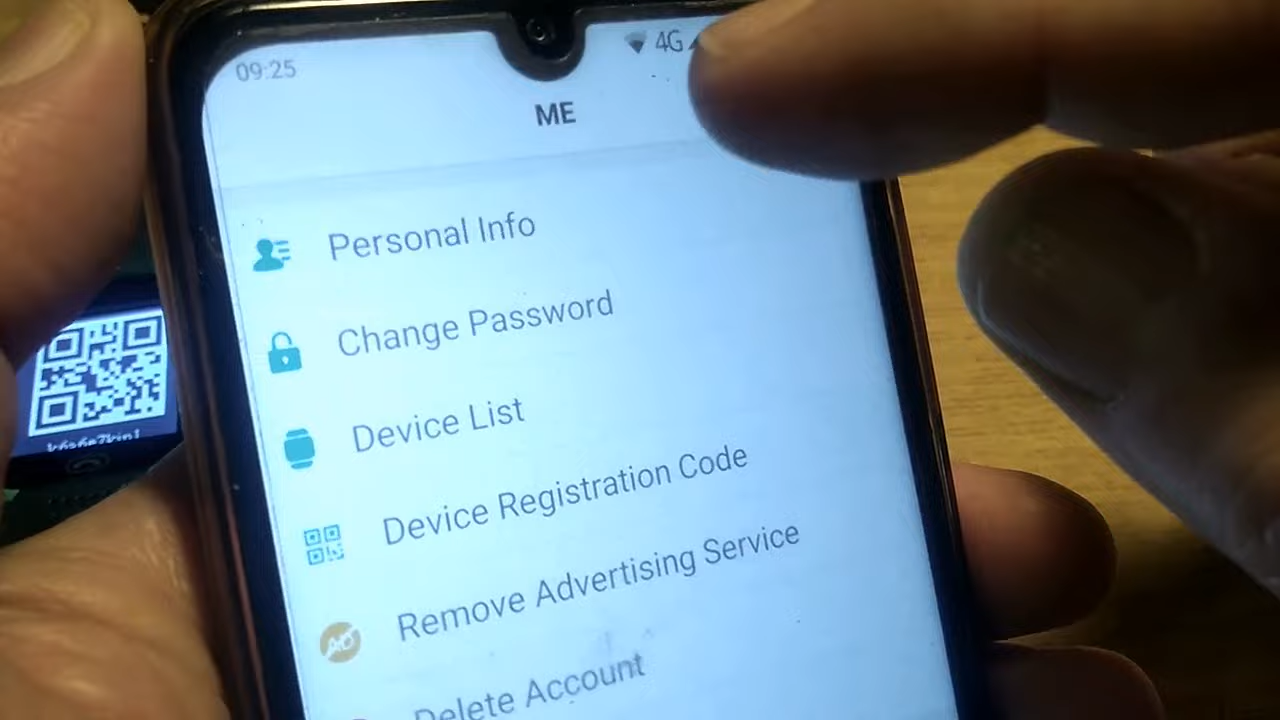 09:25
4G
ME
Personal Info
Change Password
Device List
Device Registration Code
Remove Advertising Service
Delete Account